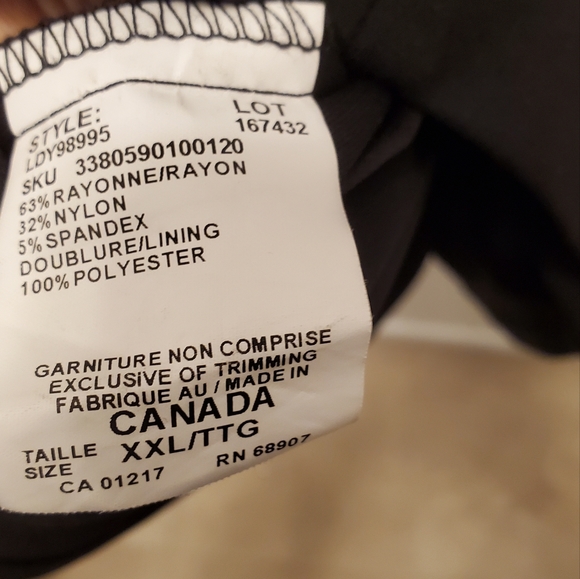 STYLE:
LDY98995
LOT
167432
SKU 3380590100120
63% RAYONNE/RAYON
32% NYLON
5% SPANDEX
DOUBLURE/LINING
100% POLYESTER
GARNITURE NON COMPRISE
EXCLUSIVE OF TRIMMING
FABRIQUE AU / MADE IN
CANADA
TAILLE
SIZE
XXL/TTG
CA 01217
RN 68907